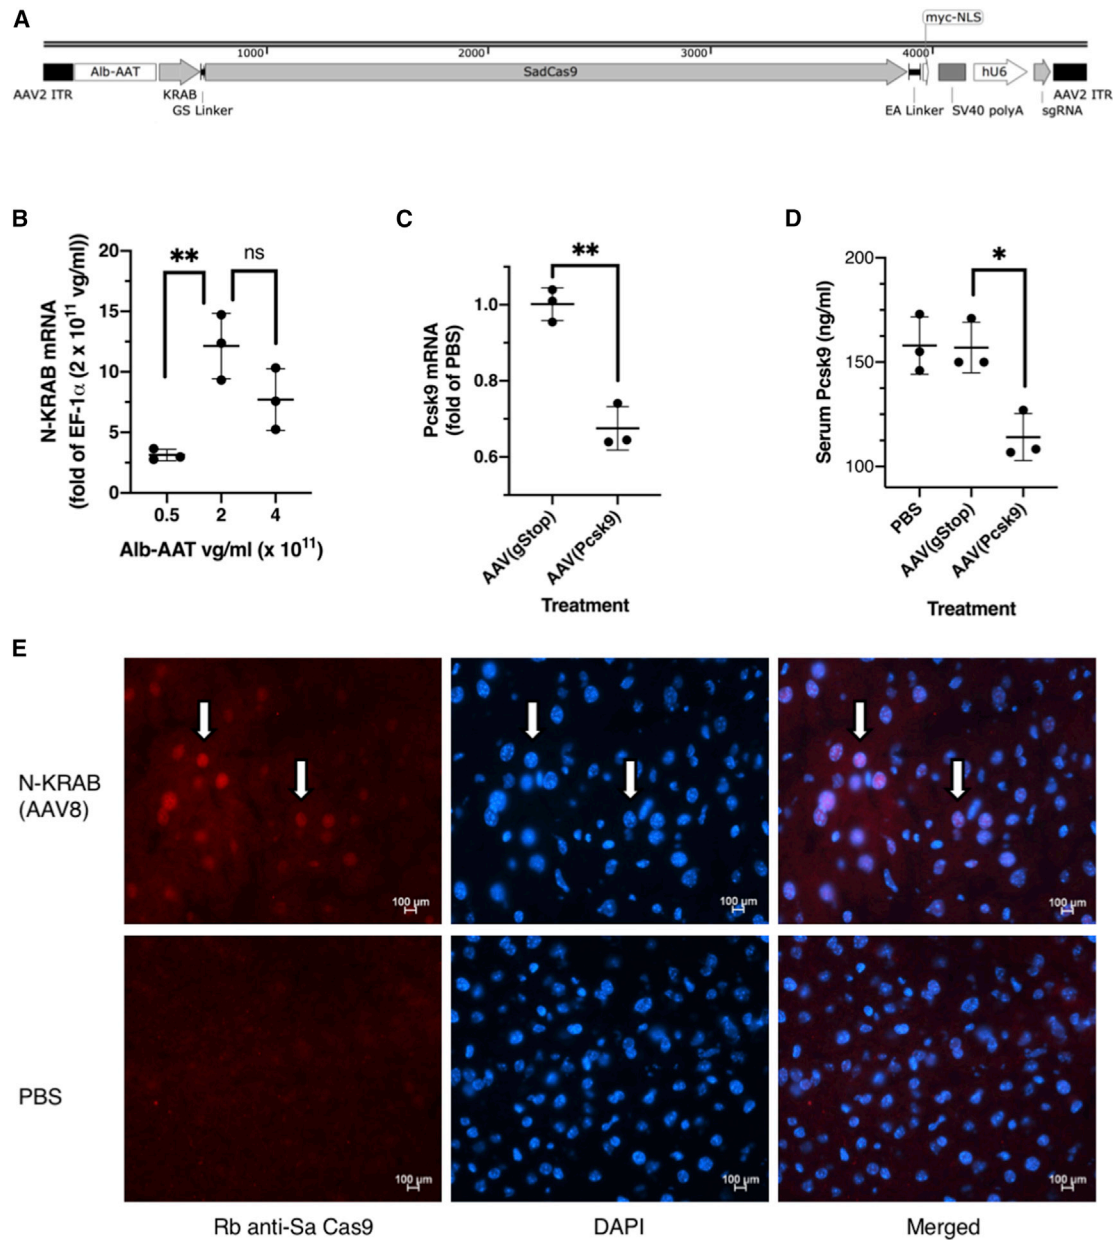 A
myc-NLS
1000
2000
3000
4000
Alb-AAT
SadCas9
hU6
AAV2 ITR
KRAB
AAV2 ITR
GS Linker
EA Linker
SV40 polyA
sgRNA
B
N-KRAB mRNA
(fold of EF-1α (2 x 10¹¹ vg/ml))
20
15
10
5
0
**
ns
0.5
2
4
Alb-AAT vg/ml (x 10¹¹)
C
Pcsk9 mRNA
(fold of PBS)
1.0
0.8
0.6
**
AAV(gStop)
AAV(Pcsk9)
Treatment
D
Serum Pcsk9 (ng/ml)
200
150
100
*
PBS
AAV(gStop)
AAV(Pcsk9)
Treatment
E
N-KRAB
(AAV8)
100 µm
100 µm
100 µm
PBS
100 µm
100 µm
100 µm
Rb anti-Sa Cas9
DAPI
Merged